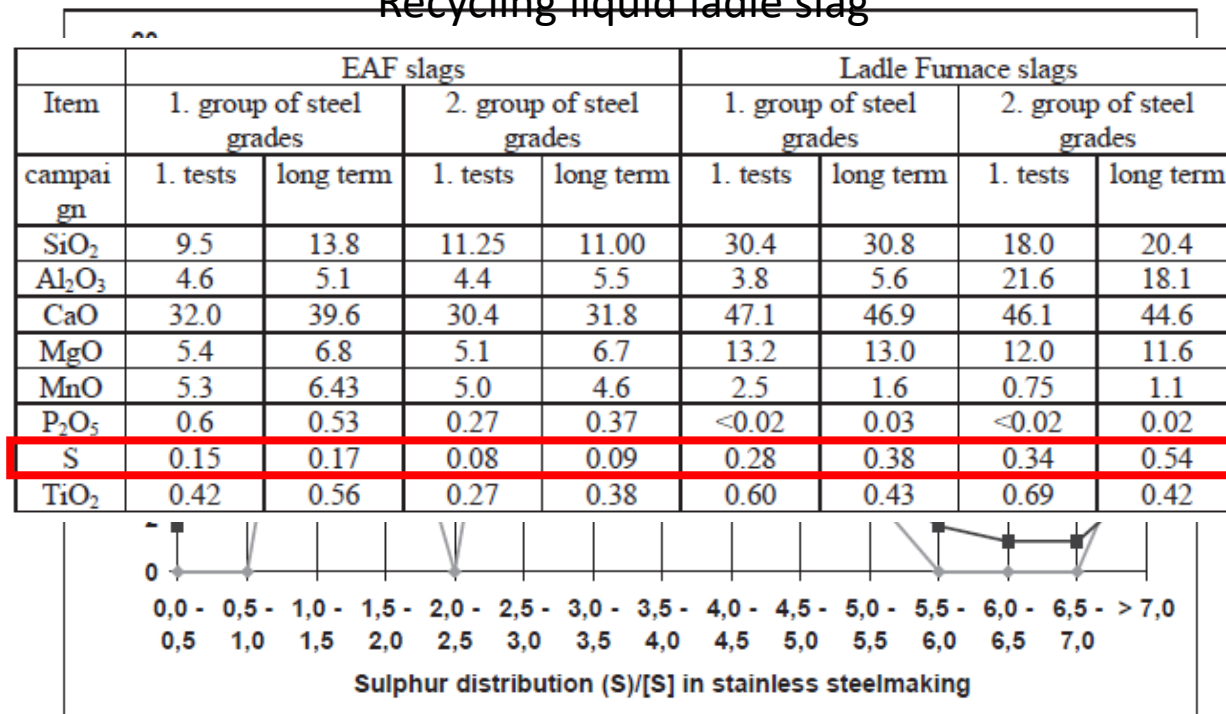 Recycling liquid ladle slag
EAF slags Ladle Furnace slags
Item 1. group of steel grades 2. group of steel grades 1. group of steel grades 2. group of steel grades
campaign 1. tests long term 1. tests long term 1. tests long term 1. tests long term
SiO₂ 9.5 13.8 11.25 11.00 30.4 30.8 18.0 20.4
Al₂O₃ 4.6 5.1 4.4 5.5 3.8 5.6 21.6 18.1
CaO 32.0 39.6 30.4 31.8 47.1 46.9 46.1 44.6
MgO 5.4 6.8 5.1 6.7 13.2 13.0 12.0 11.6
MnO 5.3 6.43 5.0 4.6 2.5 1.6 0.75 1.1
P₂O₅ 0.6 0.53 0.27 0.37 <0.02 0.03 <0.02 0.02
S 0.15 0.17 0.08 0.09 0.28 0.38 0.34 0.54
TiO₂ 0.42 0.56 0.27 0.38 0.60 0.43 0.69 0.42
0
0,0 - 0,5 - 1,0 - 1,5 - 2,0 - 2,5 - 3,0 - 3,5 - 4,0 - 4,5 - 5,0 - 5,5 - 6,0 - 6,5 - > 7,0
0,5 1,0 1,5 2,0 2,5 3,0 3,5 4,0 4,5 5,0 5,5 6,0 6,5 7,0
Sulphur distribution (S)/[S] in stainless steelmaking